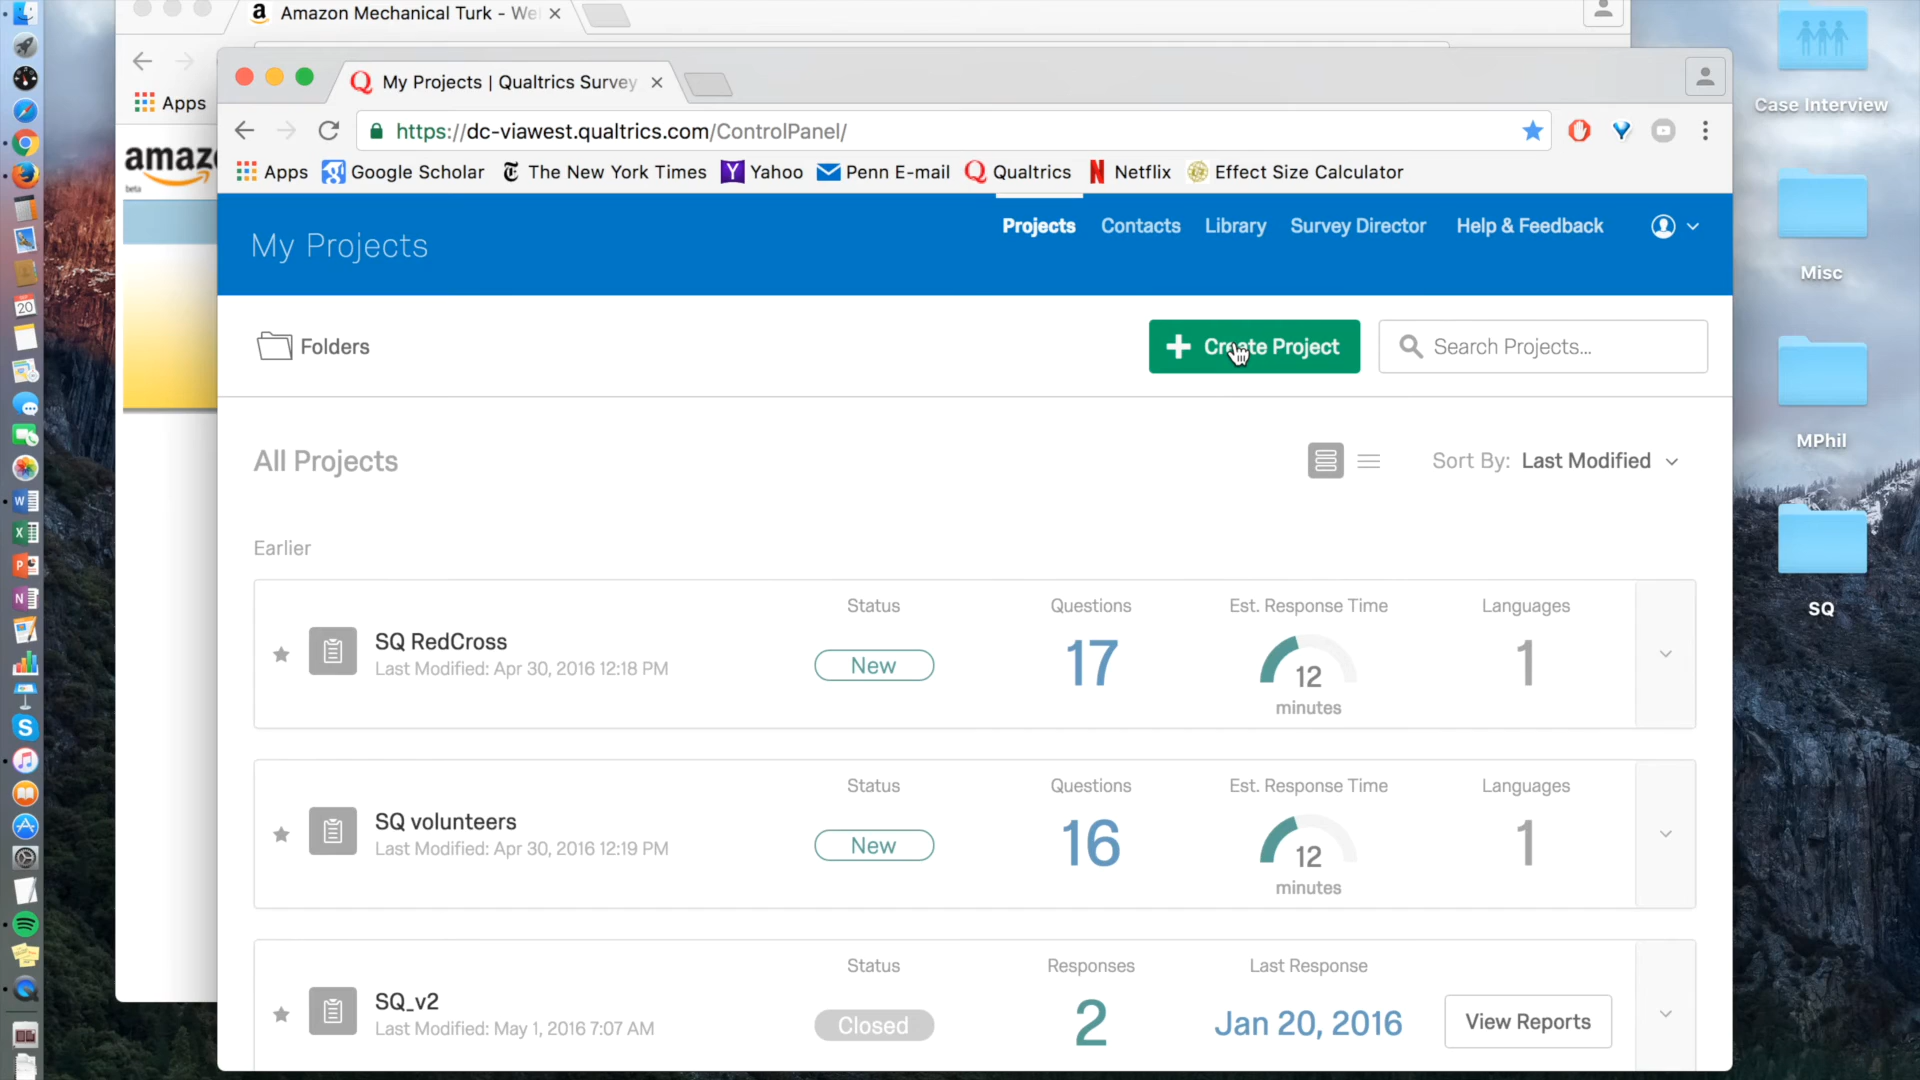 Amazon Mechanical Turk - We
Apps
amaz
beta
My Projects | Qualtrics Survey
https://dc-viawest.qualtrics.com/ControlPanel/
Apps Google Scholar The New York Times Yahoo Penn E-mail Qualtrics Netflix Effect Size Calculator
My Projects
Projects Contacts Library Survey Director Help & Feedback
Folders
Create Project
Search Projects...
All Projects
Sort By: Last Modified
Earlier
SQ RedCross
Last Modified: Apr 30, 2016 12:18 PM
Status
New
Questions
17
Est. Response Time
12
minutes
Languages
1
SQ volunteers
Last Modified: Apr 30, 2016 12:19 PM
Status
New
Questions
16
Est. Response Time
12
minutes
Languages
1
SQ_v2
Last Modified: May 1, 2016 7:07 AM
Status
Closed
Responses
2
Last Response
Jan 20, 2016
View Reports
Case Interview
Misc
MPhil
SQ
20